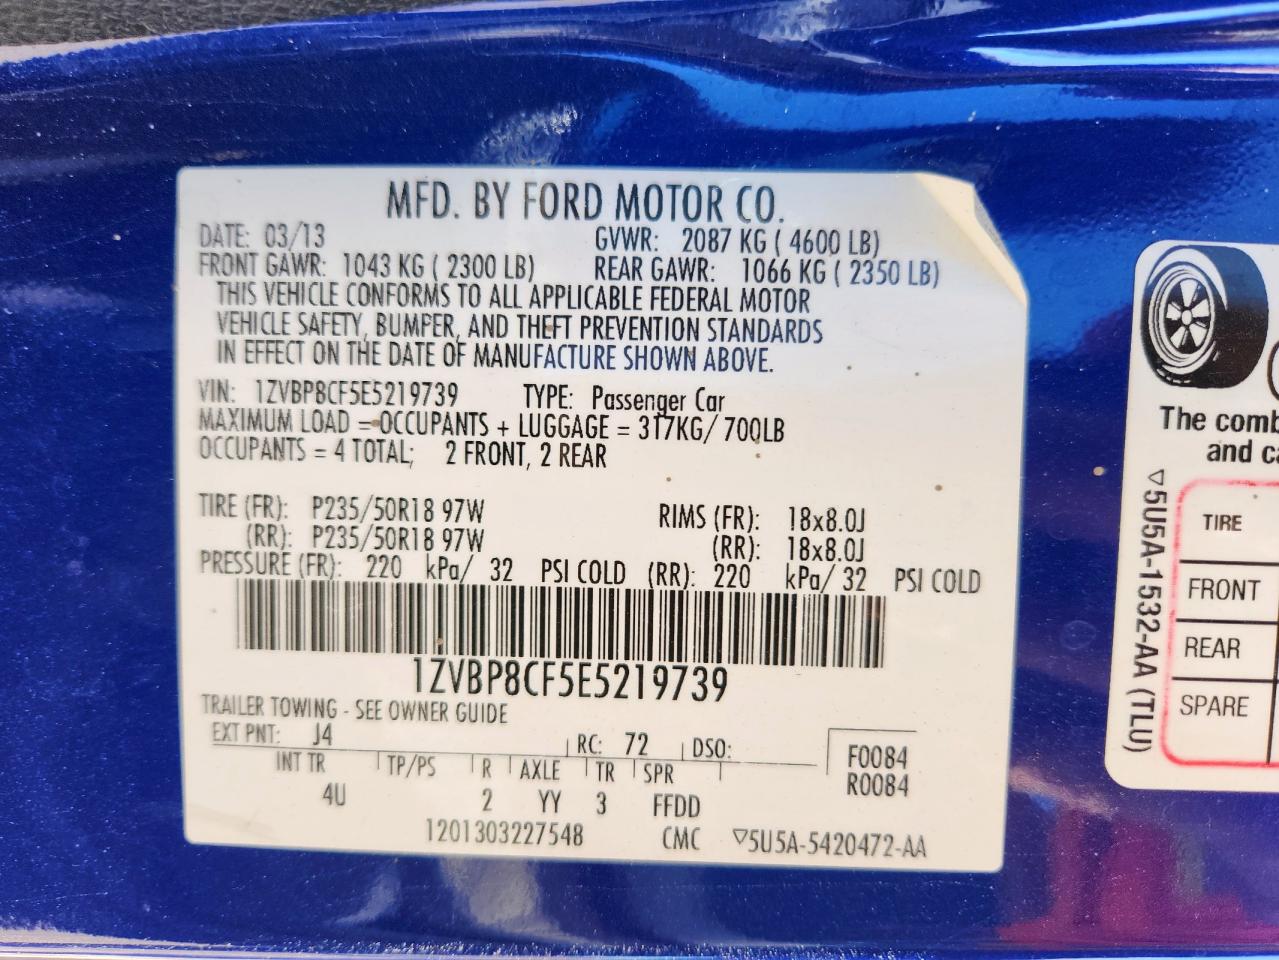 MFD. BY FORD MOTOR CO.
DATE: 03/13 GVWR: 2087 KG ( 4600 LB)
FRONT GAWR: 1043 KG ( 2300 LB) REAR GAWR: 1066 KG ( 2350 LB)
THIS VEHICLE CONFORMS TO ALL APPLICABLE FEDERAL MOTOR
VEHICLE SAFETY, BUMPER, AND THEFT PREVENTION STANDARDS
IN EFFECT ON THE DATE OF MANUFACTURE SHOWN ABOVE.
VIN: 1ZVBP8CF5E5219739 TYPE: Passenger Car
MAXIMUM LOAD = OCCUPANTS + LUGGAGE = 317KG/ 700LB
OCCUPANTS = 4 TOTAL; 2 FRONT, 2 REAR
TIRE (FR): P235/50R18 97W RIMS (FR): 18x8.0J
(RR): P235/50R18 97W (RR): 18x8.0J
PRESSURE (FR): 220 kPa/ 32 PSI COLD (RR): 220 kPa/ 32 PSI COLD
1ZVBP8CF5E5219739
TRAILER TOWING - SEE OWNER GUIDE
EXT PNT: J4 RC: 72 DSO: F0084
INT TR TP/PS R AXLE TR SPR R0084
4U 2 YY 3 FFDD
1201303227548 CMC ▽5U5A-5420472-AA
The comb
and ca
▽5U5A-1532-AA (TLU)
TIRE
FRONT
REAR
SPARE